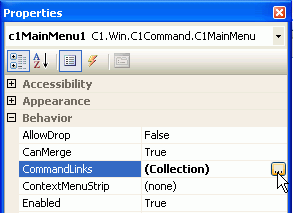 Properties
c1MainMenu1 C1.Win.C1Command.C1MainMenu
Accessibility
Appearance
Behavior
AllowDrop False
CanMerge True
CommandLinks (Collection) ...
ContextMenuStrip (none)
Enabled True